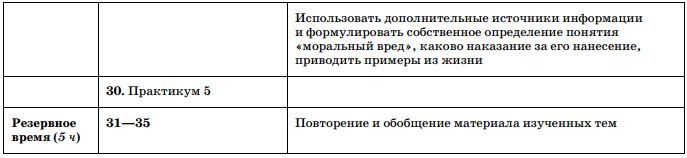 Использовать дополнительные источники информации
и формулировать собственное определение понятия
«моральный вред», каково наказание за его нанесение,
приводить примеры из жизни
30. Практикум 5
Резервное
время (5 ч)
31—35
Повторение и обобщение материала изученных тем